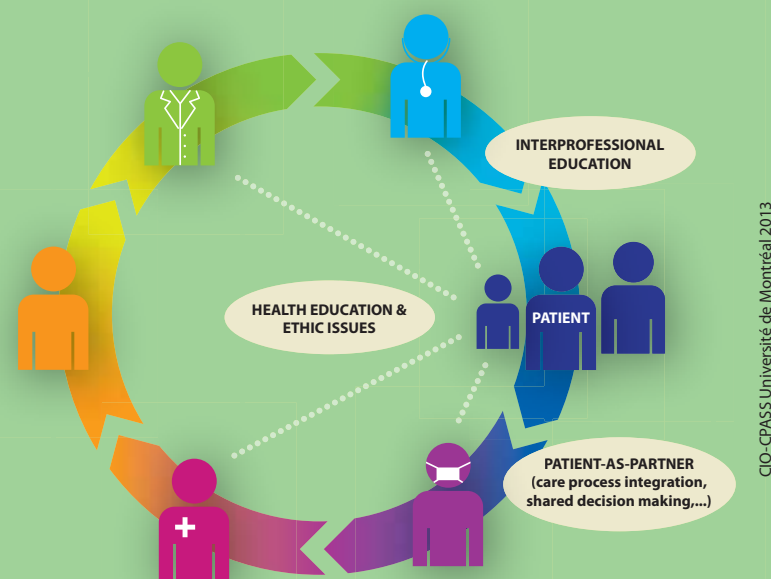 INTERPROFESSIONAL
EDUCATION
HEALTH EDUCATION &
ETHIC ISSUES
PATIENT
PATIENT-AS-PARTNER
(care process integration,
shared decision making,...)
CIO-CPASS Université de Montréal 2013